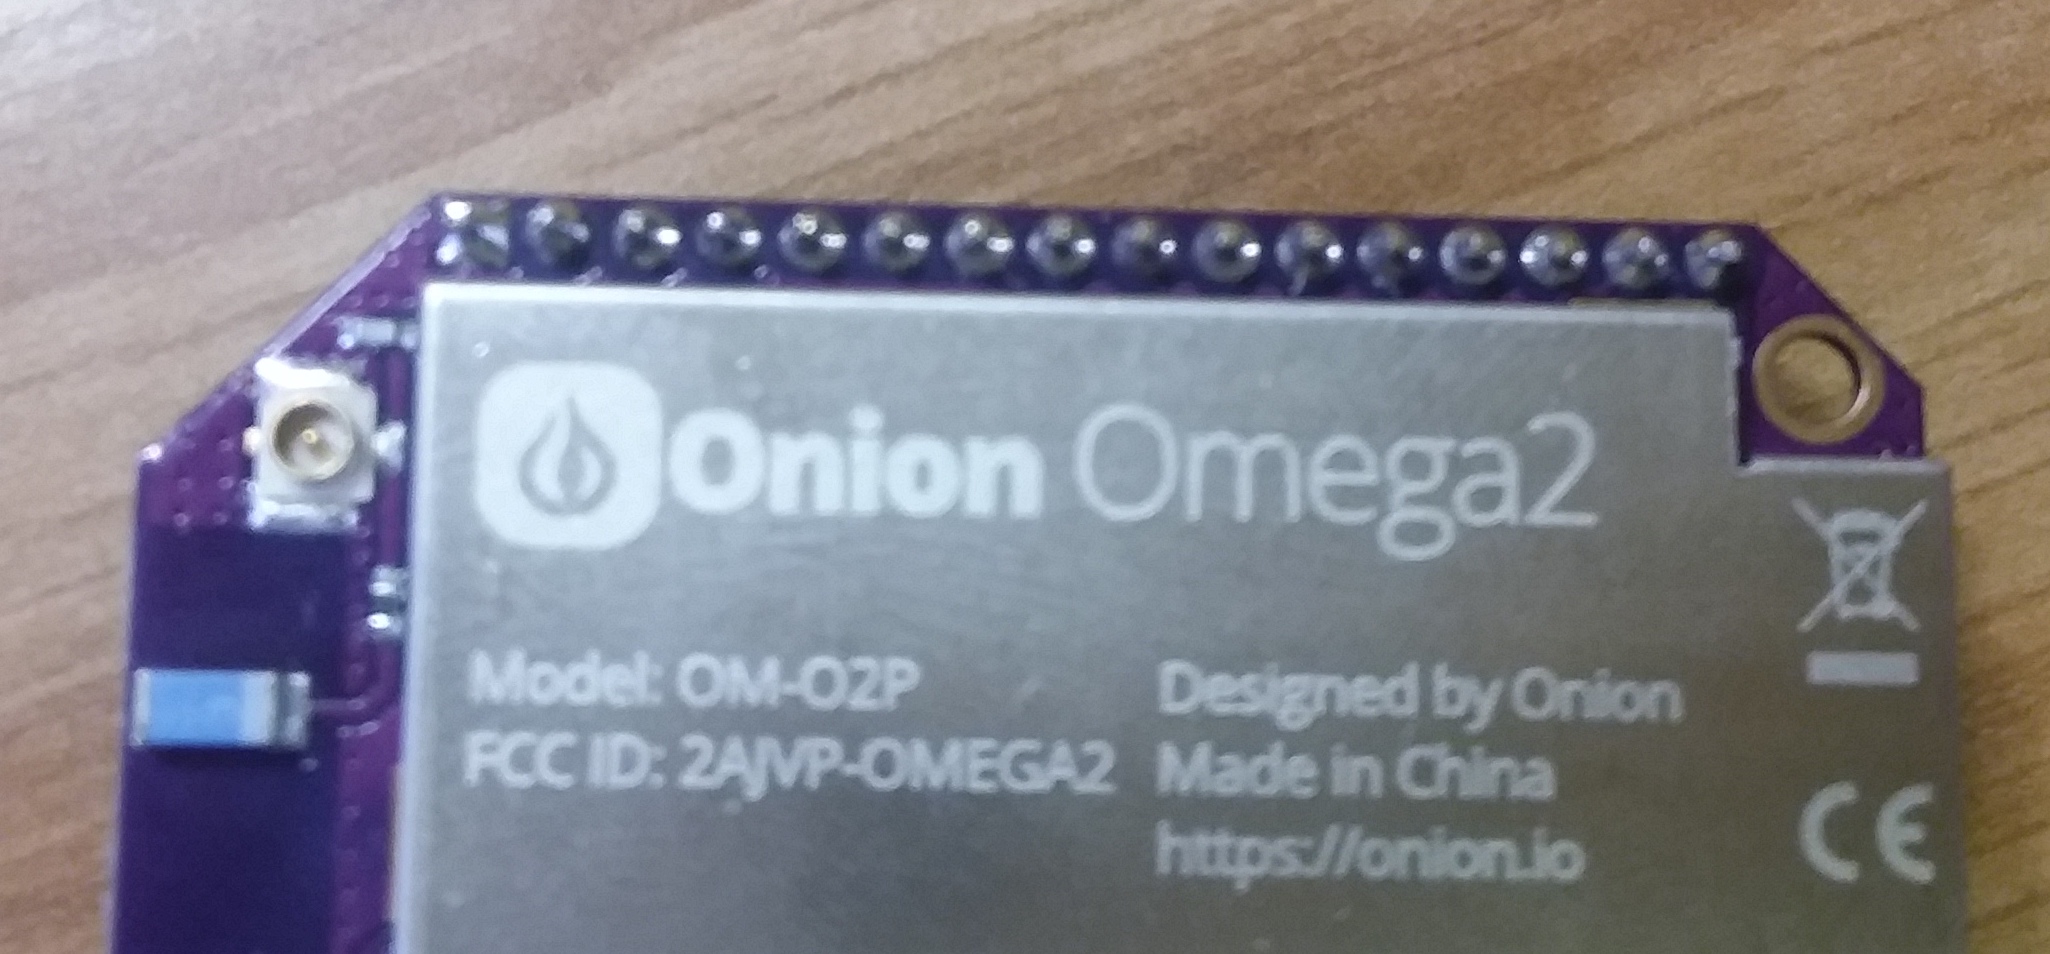 Onion Omega2
Model: OM-O2P
FCC ID: 2AJVP-OMEGA2
Designed by Onion
Made in China
https://onion.io
CE